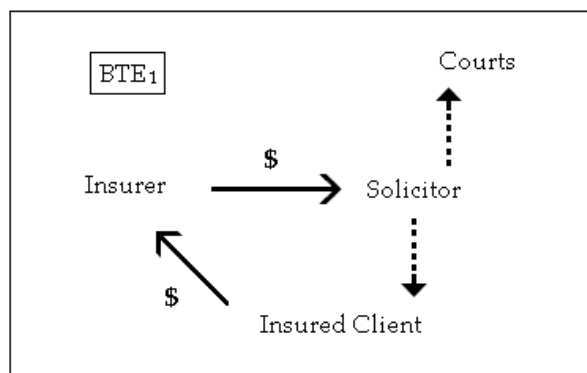 Courts
BTE₁
$
Insurer
Solicitor
$
Insured Client